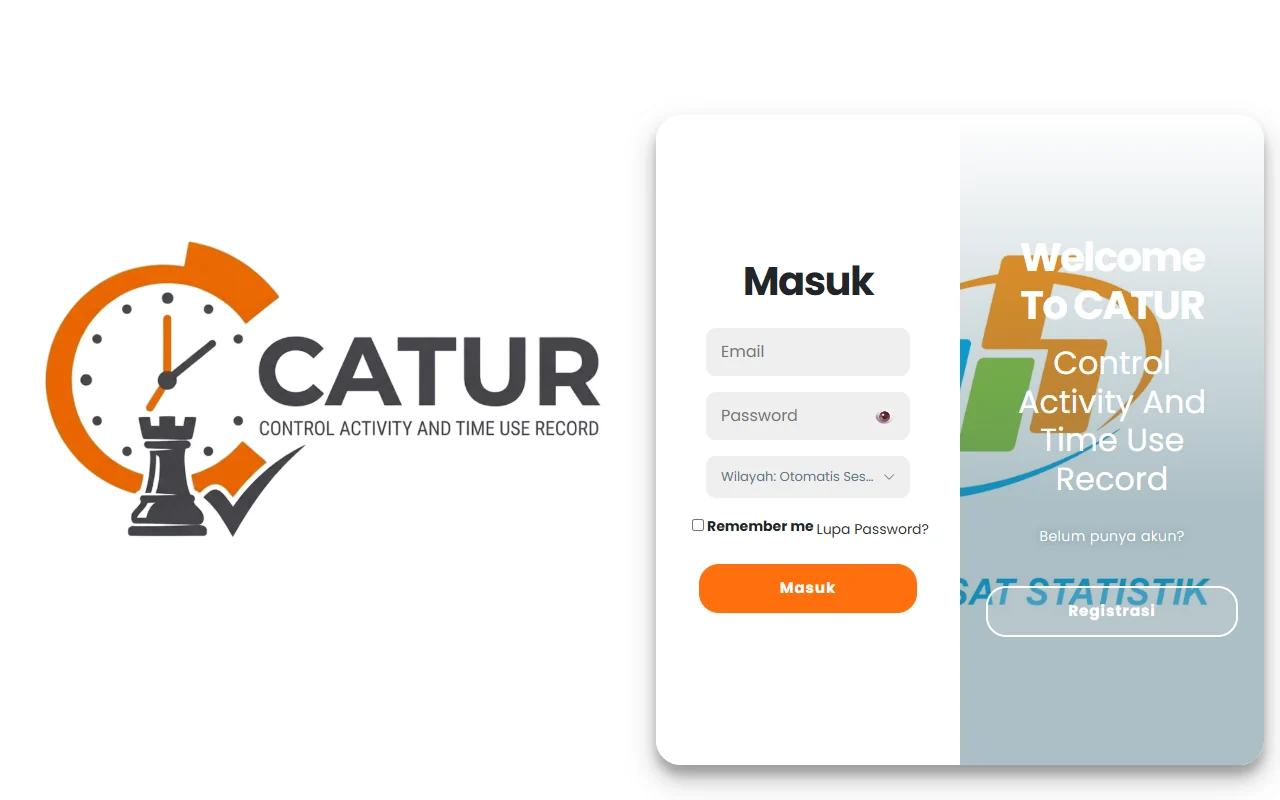 CATUR
CONTROL ACTIVITY AND TIME USE RECORD
Masuk
Email
Password
Wilayah: Otomatis Ses...
Remember me Lupa Password?
Masuk
Welcome
To CATUR
Control
Activity And
Time Use
Record
Belum punya akun?
SAT STATISTIK
Registrasi